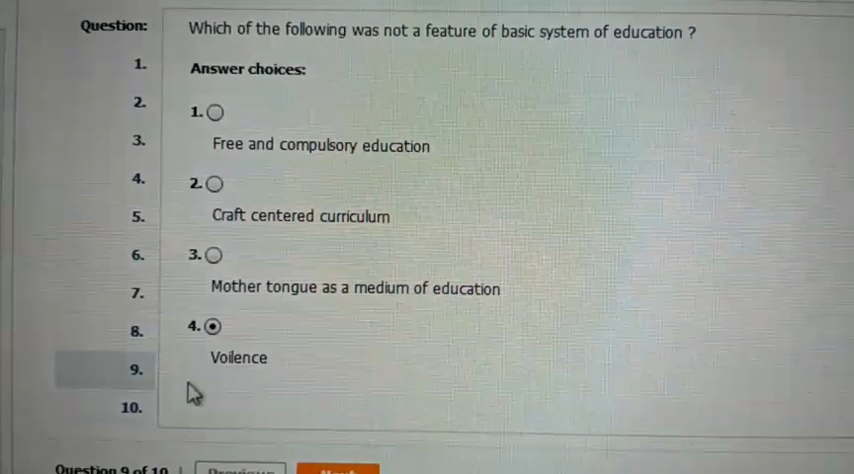 Question: Which of the following was not a feature of basic system of education ?
1. Answer choices:
2. 1.
3. Free and compulsory education
4. 2.
5. Craft centered curriculum
6. 3.
7. Mother tongue as a medium of education
8. 4.
Voilence
9.
10.
Question 9 of 10 | Previous Next